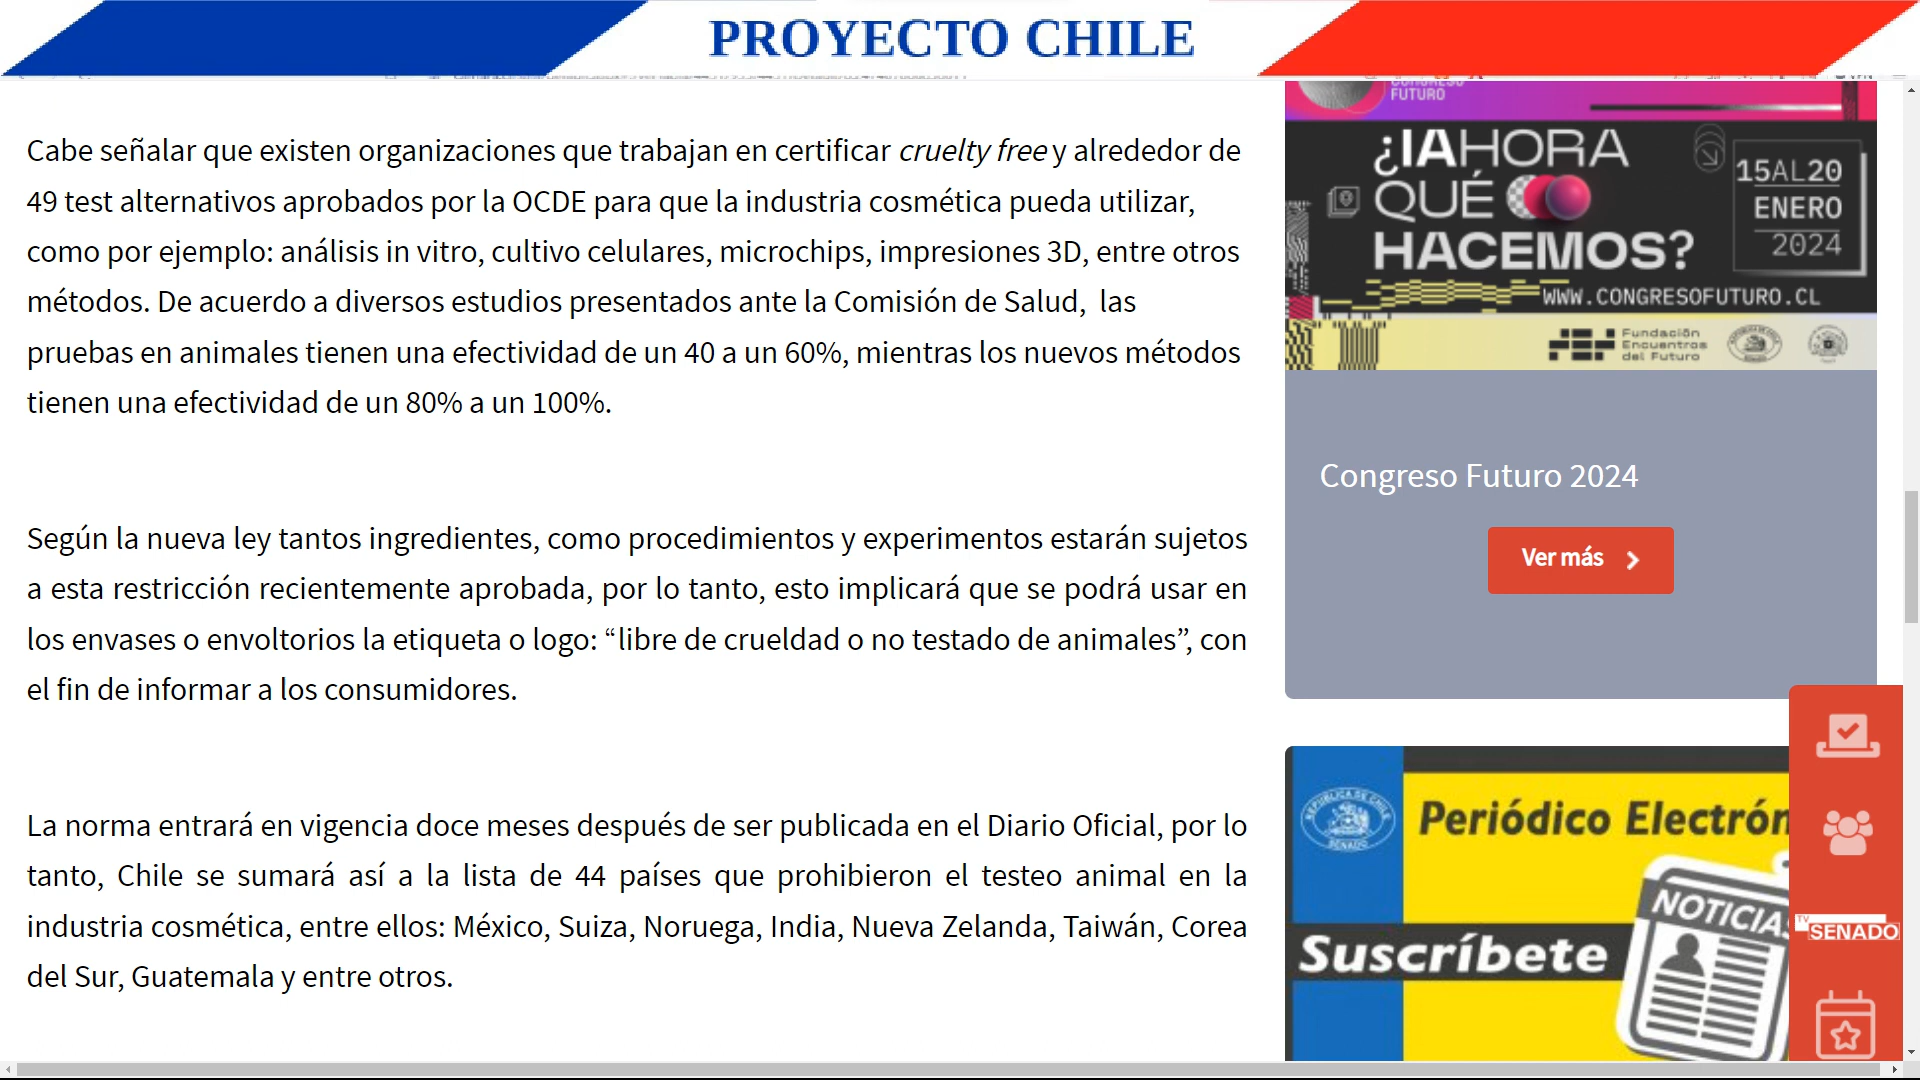 PROYECTO CHILE
Cabe señalar que existen organizaciones que trabajan en certificar cruelty free y alrededor de
49 test alternativos aprobados por la OCDE para que la industria cosmética pueda utilizar,
como por ejemplo: análisis in vitro, cultivo celulares, microchips, impresiones 3D, entre otros
métodos. De acuerdo a diversos estudios presentados ante la Comisión de Salud, las
pruebas en animales tienen una efectividad de un 40 a un 60%, mientras los nuevos métodos
tienen una efectividad de un 80% a un 100%.
Según la nueva ley tantos ingredientes, como procedimientos y experimentos estarán sujetos
a esta restricción recientemente aprobada, por lo tanto, esto implicará que se podrá usar en
los envases o envoltorios la etiqueta o logo: “libre de crueldad o no testado de animales”, con
el fin de informar a los consumidores.
La norma entrará en vigencia doce meses después de ser publicada en el Diario Oficial, por lo
tanto, Chile se sumará así a la lista de 44 países que prohibieron el testeo animal en la
industria cosmética, entre ellos: México, Suiza, Noruega, India, Nueva Zelanda, Taiwán, Corea
del Sur, Guatemala y entre otros.
CONGRESO
FUTURO
¿IAHORA
QUÉ
HACEMOS?
15AL20
ENERO
2024
WWW.CONGRESOFUTURO.CL
Fundación
Encuentros
del Futuro
Congreso Futuro 2024
Ver más
REPUBLICA DE CHILE
SENADO
Periódico Electrón
NOTICIAS
Suscríbete
TV
SENADO